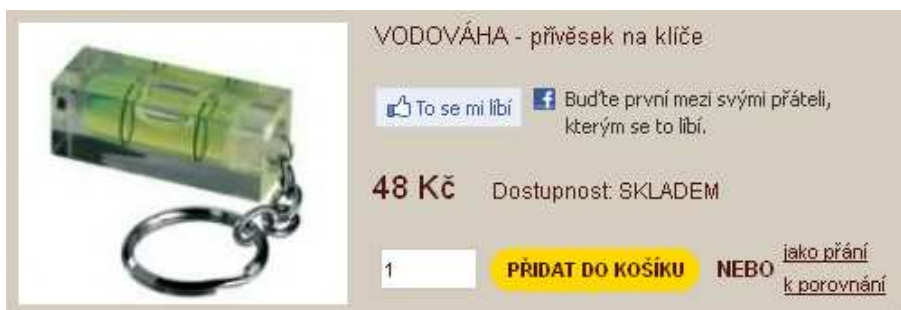 VODOVÁHA - přívěsek na klíče
To se mi líbí
Buďte první mezi svými přáteli,
kterým se to líbí.
48 Kč Dostupnost: SKLADEM
1 PŘIDAT DO KOŠÍKU NEBO jako přání
k porovnání